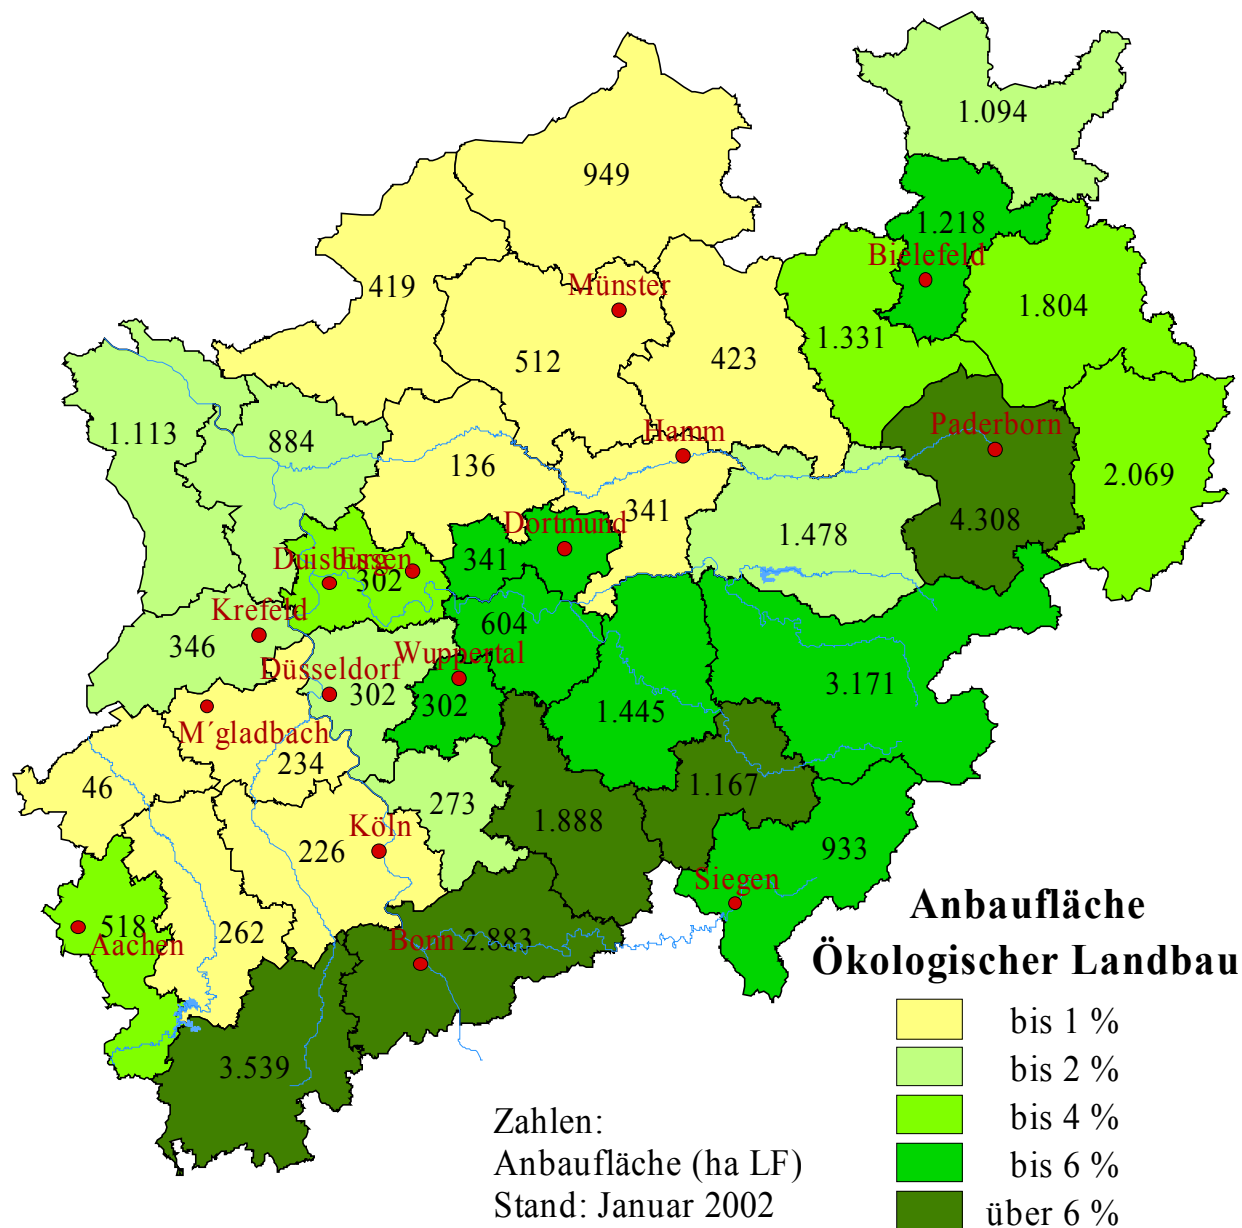 1.094
949
1.218
Bielefeld
419
Münster
1.804
1.331
512
423
1.113
884
Hamm
Paderborn
136
2.069
341
Dortmund
4.308
1.478
341
Duisburg
Essen
302
Krefeld
346
604
Wuppertal
Düsseldorf
302
302
3.171
1.445
M´gladbach
234
46
273
1.167
1.888
Köln
226
933
Siegen
518
Aachen
262
Bonn
2.883
3.539
Anbaufläche
Ökologischer Landbau
bis 1 %
bis 2 %
bis 4 %
bis 6 %
über 6 %
Zahlen:
Anbaufläche (ha LF)
Stand: Januar 2002